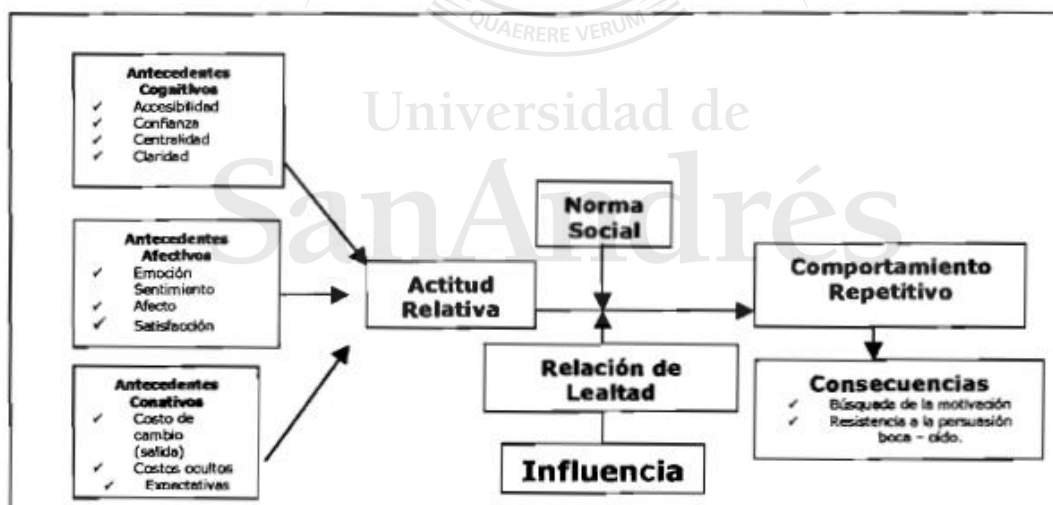 QUAERERE VERUM
Universidad de
SanAndrés
Antecedentes
Cognitivos
✓ Accesibilidad
✓ Confianza
✓ Centralidad
✓ Claridad
Antecedentes
Afectivos
✓ Emoción
Sentimiento
✓ Afecto
✓ Satisfacción
Antecedentes
Conativos
✓ Costo de
cambio
(salida)
✓ Costos ocultos
✓ Expectativas
Actitud
Relativa
Norma
Social
Relación de
Lealtad
Influencia
Comportamiento
Repetitivo
Consecuencias
✓ Búsqueda de la motivación
✓ Resistencia a la persuasión
boca - oído.